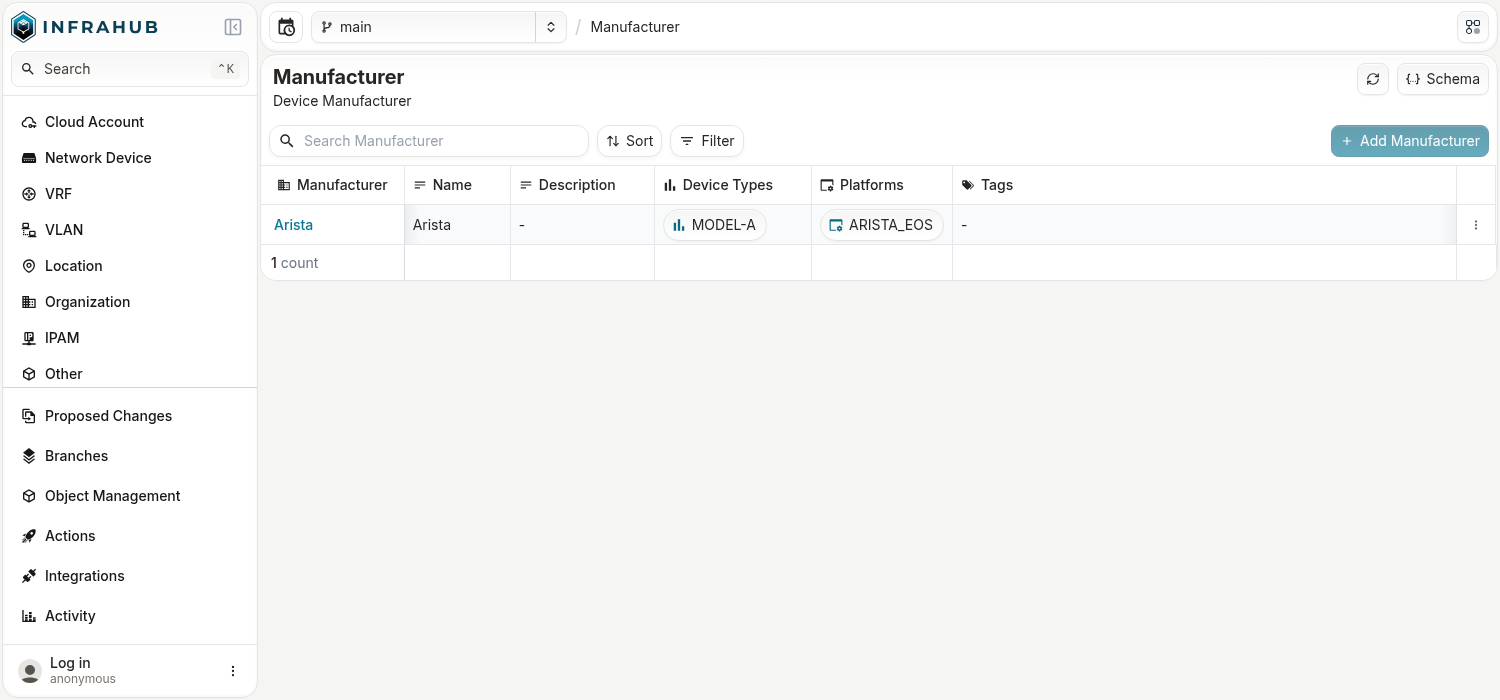 INFRAHUB
Search
⌃K
Cloud Account
Network Device
VRF
VLAN
Location
Organization
IPAM
Other
Proposed Changes
Branches
Object Management
Actions
Integrations
Activity
Log in
anonymous
main / Manufacturer
Manufacturer
Device Manufacturer
Schema
Search Manufacturer
Sort
Filter
+ Add Manufacturer
Manufacturer Name Description Device Types Platforms Tags
Arista Arista - MODEL-A ARISTA_EOS -
1 count